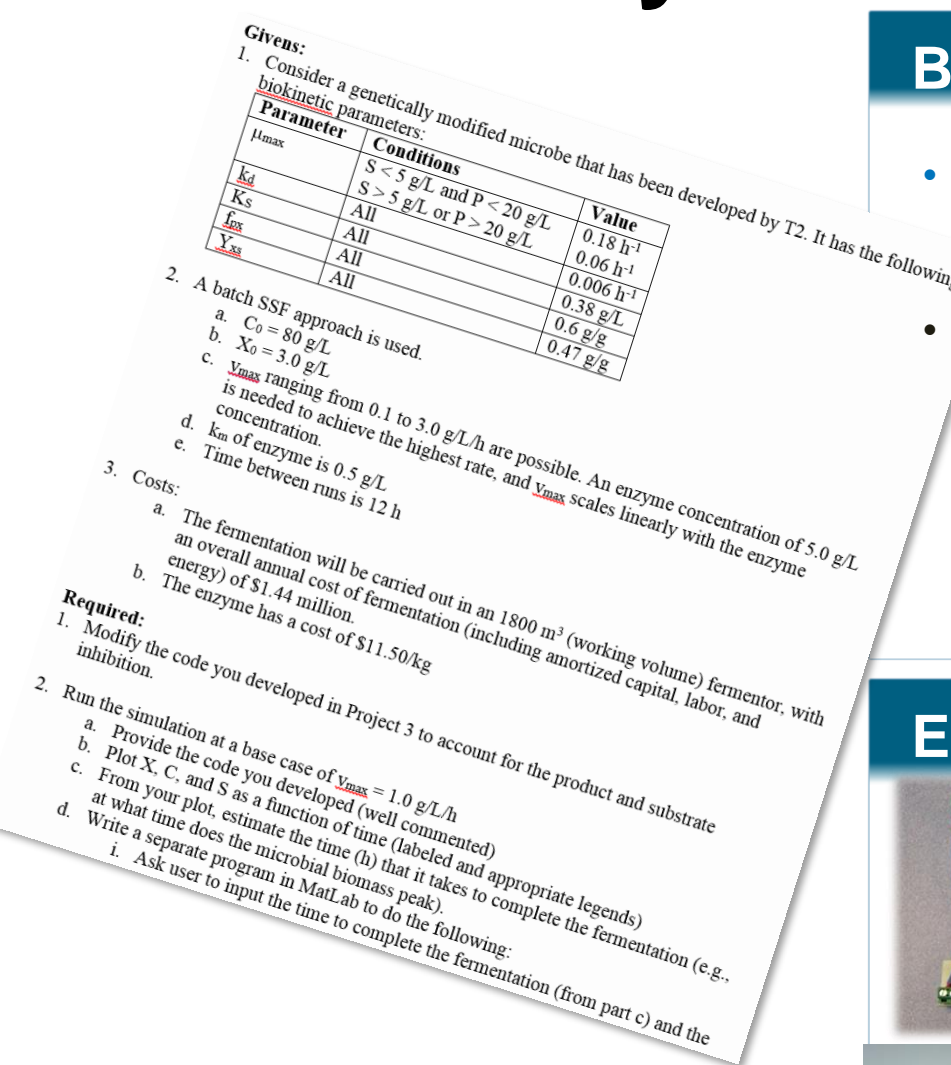 Givens:
1. Consider a genetically modified microbe that has been developed by T2. It has the
biokinetic parameters:
Parameter Conditions Value
μmax S < 5 g/L and P < 20 g/L 0.18 h-1
S > 5 g/L or P > 20 g/L 0.06 h-1
kd All 0.006 h-1
Ks All 0.38 g/L
fpx All 0.6 g/g
Yxs All 0.47 g/g
2. A batch SSF approach is used.
a. C0 = 80 g/L
b. X0 = 3.0 g/L
c. Vmax ranging from 0.1 to 3.0 g/L/h are possible. An enzyme concentration of 5.0 g/L
is needed to achieve the highest rate, and Vmax scales linearly with the enzyme
concentration.
d. km of enzyme is 0.5 g/L
e. Time between runs is 12 h
3. Costs:
a. The fermentation will be carried out in an 1800 m3 (working volume) fermentor, with
an overall annual cost of fermentation (including amortized capital, labor, and
energy) of $1.44 million.
b. The enzyme has a cost of $11.50/kg
Required:
1. Modify the code you developed in Project 3 to account for the product and substrate
inhibition.
2. Run the simulation at a base case of Vmax = 1.0 g/L/h
a. Provide the code you developed (well commented)
b. Plot X, C, and S as a function of time (labeled and appropriate legends)
c. From your plot, estimate the time (h) that it takes to complete the fermentation (e.g.,
at what time does the microbial biomass peak).
d. Write a separate program in MatLab to do the following:
i. Ask user to input the time to complete the fermentation (from part c) and the
B
E